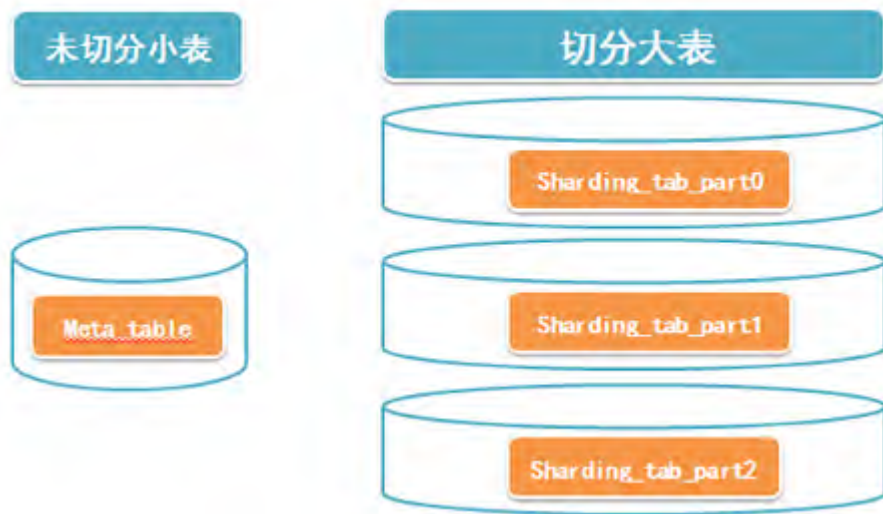 未切分小表
切分大表
Sharding_tab_part0
Meta_table
Sharding_tab_part1
Sharding_tab_part2